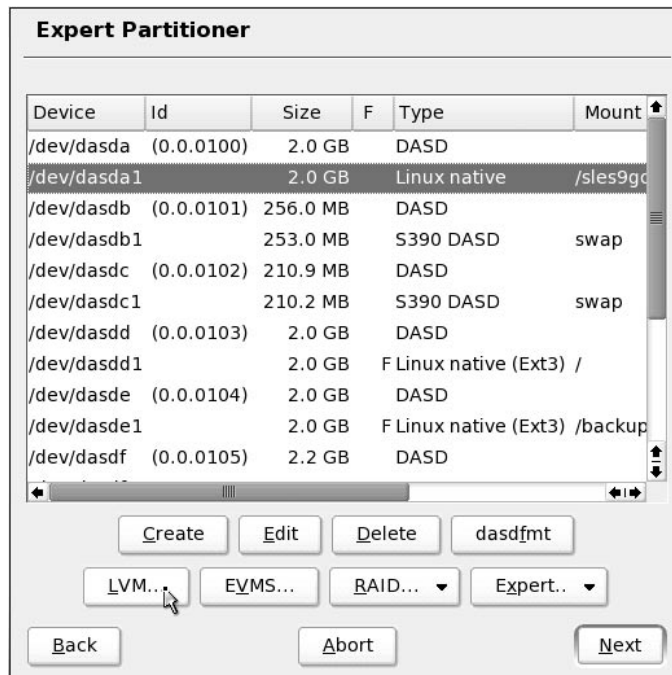 Expert Partitioner
Device Id Size F Type Mount
/dev/dasda (0.0.0100) 2.0 GB DASD
/dev/dasda1 2.0 GB Linux native
/dev/dasdb (0.0.0101) 256.0 MB DASD
/dev/dasdb1 253.0 MB S390 DASD swap
/dev/dasdc (0.0.0102) 210.9 MB DASD
/dev/dasdc1 210.2 MB S390 DASD swap
/dev/dasdd (0.0.0103) 2.0 GB DASD
/dev/dasdd1 2.0 GB F Linux native (Ext3) /
/dev/dasde (0.0.0104) 2.0 GB DASD
/dev/dasde1 2.0 GB F Linux native (Ext3) /backup
/dev/dasdf (0.0.0105) 2.2 GB DASD
Create Edit Delete dasdfmt
LVM... EVMS... RAID... Expert..
Back Abort Next